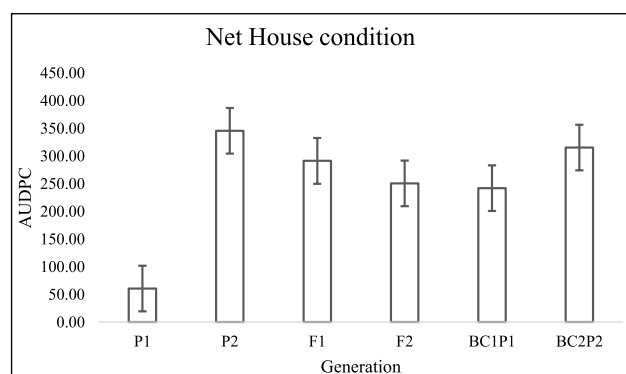 Net House condition
450.00
400.00
350.00
300.00
250.00
200.00
150.00
100.00
50.00
0.00
AUDPC
P1 P2 F1 F2 BC1P1 BC2P2
Generation